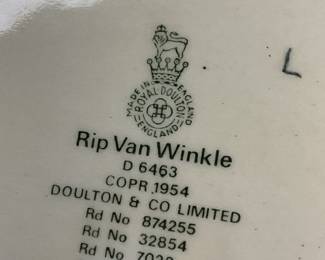 L
MADE IN ENGLAND
ROYAL DOULTON
ENGLAND
Rip Van Winkle
D 6463
COPR.1954
DOULTON & CO LIMITED
Rd No 874255
Rd No 32854
Rd No